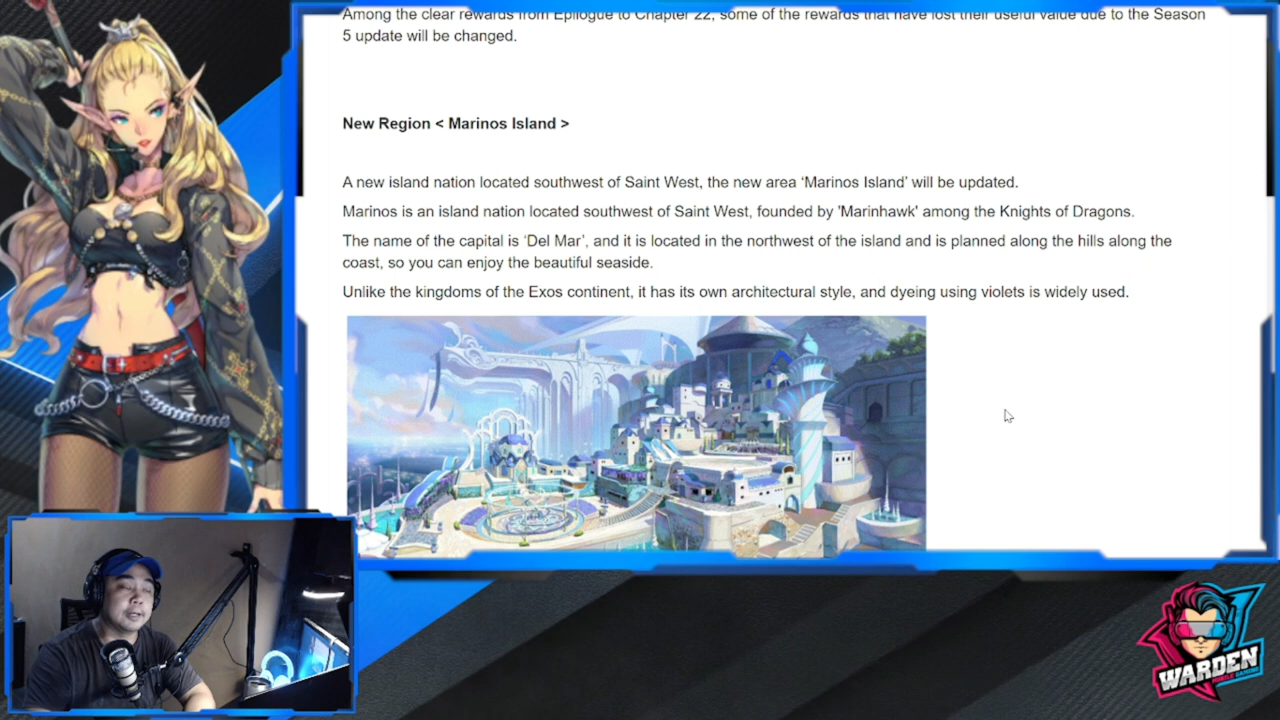 Among the clear rewards from Epilogue to Chapter 22, some of the rewards that have lost their useful value due to the Season
5 update will be changed.
New Region < Marinos Island >
A new island nation located southwest of Saint West, the new area ‘Marinos Island’ will be updated.
Marinos is an island nation located southwest of Saint West, founded by 'Marinhawk' among the Knights of Dragons.
The name of the capital is ‘Del Mar’, and it is located in the northwest of the island and is planned along the hills along the
coast, so you can enjoy the beautiful seaside.
Unlike the kingdoms of the Exos continent, it has its own architectural style, and dyeing using violets is widely used.
WARDEN
MOBILE GAMING